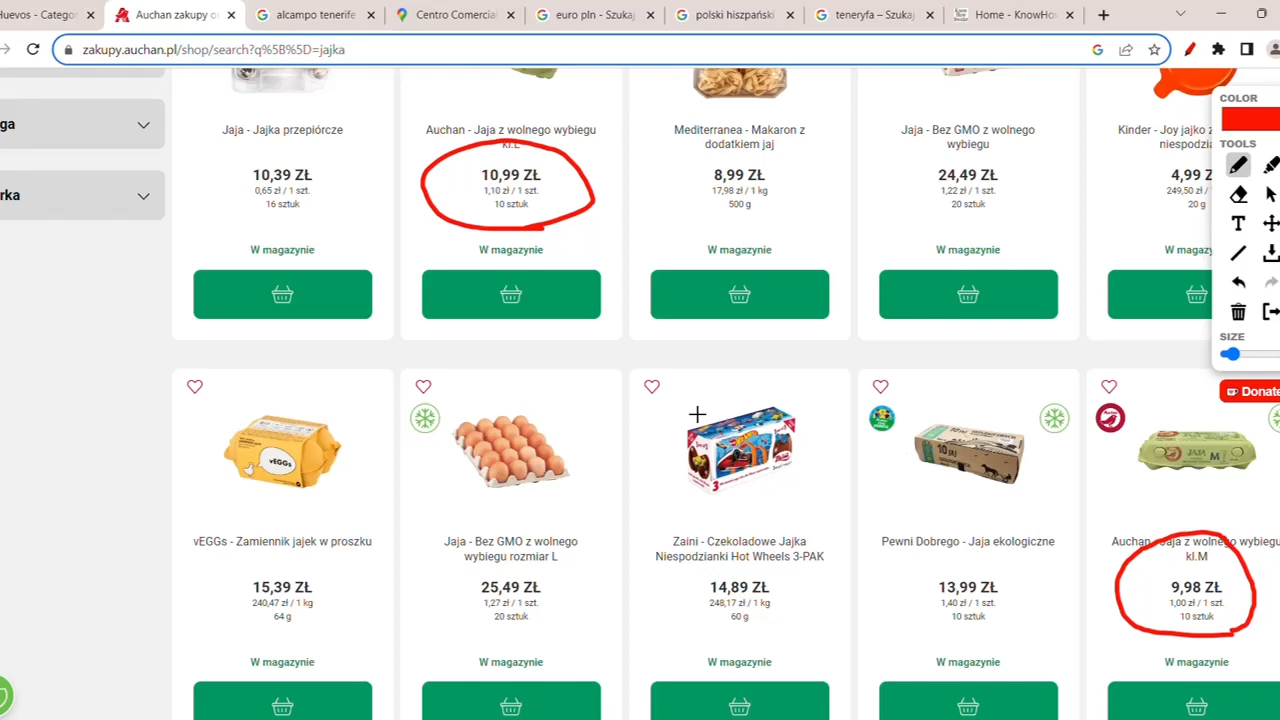 Huevos - Catego
Auchan zakupy o
alcampo tenerife
Centro Comercia
euro pln - Szukaj
polski hiszpański
teneryfa – Szukaj
Home - KnowHo
zakupy.auchan.pl/shop/search?q%5B%5D=jajka
COLOR
TOOLS
T
SIZE
Donate
ga
rka
Jaja - Jajka przepiórcze
10,39 ZŁ
0,65 zł / 1 szt.
16 sztuk
W magazynie
Auchan - Jaja z wolnego wybiegu
kl.L
10,99 ZŁ
1,10 zł / 1 szt.
10 sztuk
W magazynie
Mediterranea - Makaron z
dodatkiem jaj
8,99 ZŁ
17,98 zł / 1 kg
500 g
W magazynie
Jaja - Bez GMO z wolnego
wybiegu
24,49 ZŁ
1,22 zł / 1 szt.
20 sztuk
W magazynie
Kinder - Joy jajko z
niespodzia
4,99 Z
249,50 zł /
20 g
W magazy
vEGGs
vEGGs - Zamiennik jajek w proszku
15,39 ZŁ
240,47 zł / 1 kg
64 g
W magazynie
Jaja - Bez GMO z wolnego
wybiegu rozmiar L
25,49 ZŁ
1,27 zł / 1 szt.
20 sztuk
W magazynie
3
Zaini - Czekoladowe Jajka
Niespodzianki Hot Wheels 3-PAK
14,89 ZŁ
248,17 zł / 1 kg
60 g
W magazynie
10 JAJ
Pewni Dobrego - Jaja ekologiczne
13,99 ZŁ
1,40 zł / 1 szt.
10 sztuk
W magazynie
JAJA M
Auchan - Jaja z wolnego wybiegu
kl.M
9,98 ZŁ
1,00 zł / 1 szt.
10 sztuk
W magazynie